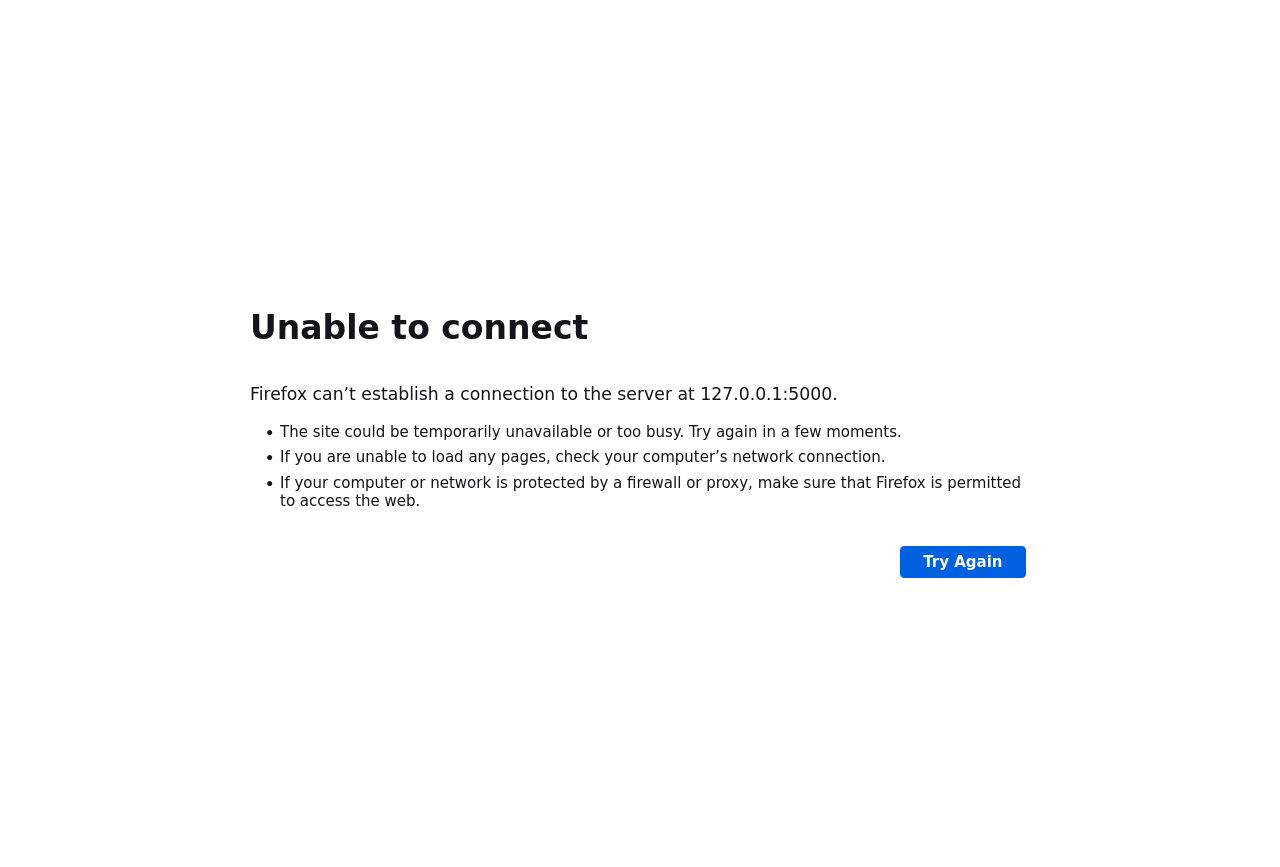 Unable to connect
Firefox can’t establish a connection to the server at 127.0.0.1:5000.
• The site could be temporarily unavailable or too busy. Try again in a few moments.
• If you are unable to load any pages, check your computer’s network connection.
• If your computer or network is protected by a firewall or proxy, make sure that Firefox is permitted
to access the web.
Try Again